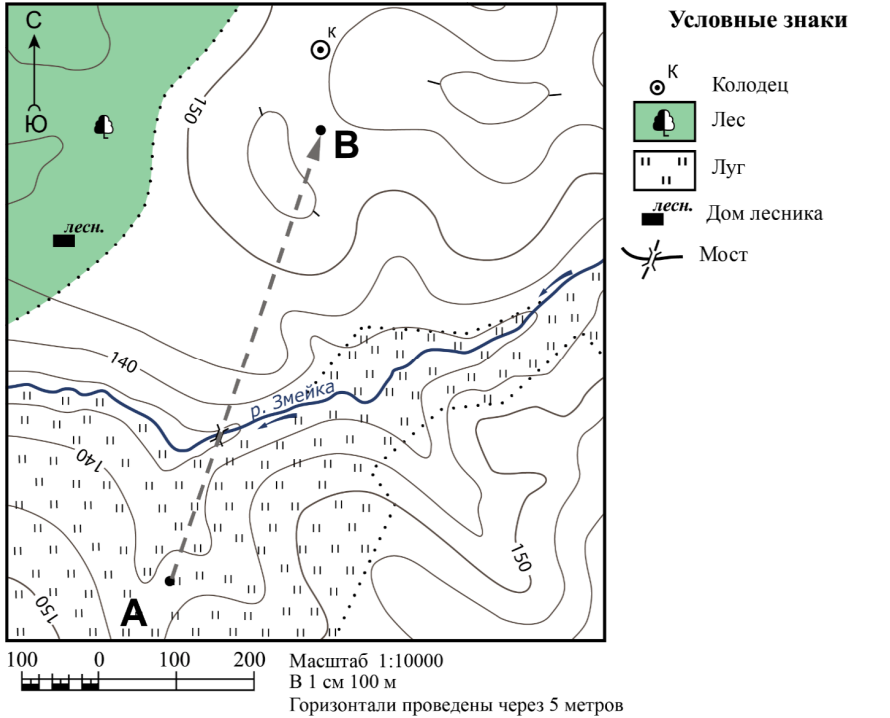 С
Ю
К
150
В
лесн.
140
р. Змейка
140
150
150
А
Условные знаки
К
Колодец
Лес
Луг
лесн.
Дом лесника
Мост
100 0 100 200
Масштаб 1:10000
В 1 см 100 м
Горизонтали проведены через 5 метров